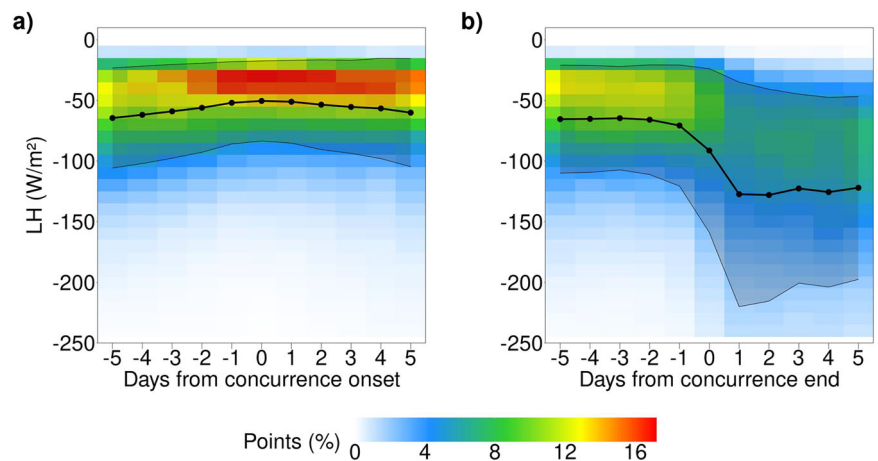 a)
b)
LH (W/m²)
0
-50
-100
-150
-200
-250
-5 -4 -3 -2 -1 0 1 2 3 4 5
Days from concurrence onset
0
-50
-100
-150
-200
-250
-5 -4 -3 -2 -1 0 1 2 3 4 5
Days from concurrence end
Points (%) 0 4 8 12 16